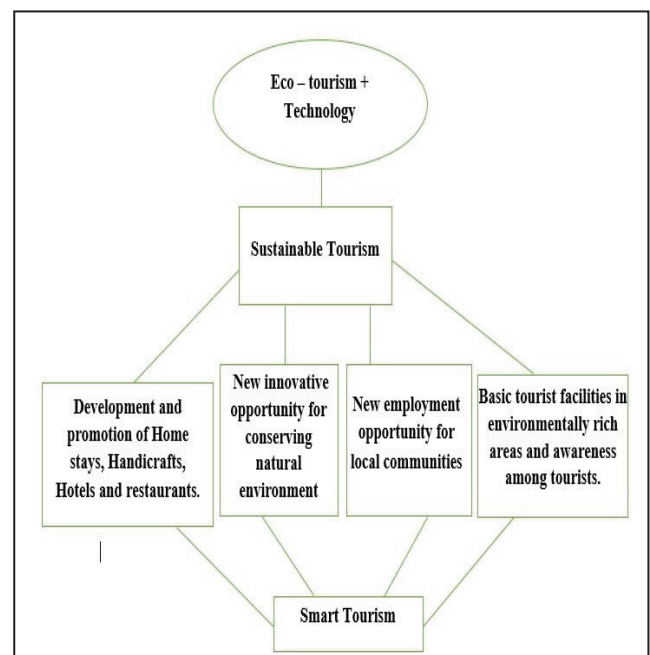 Eco – tourism +
Technology
Sustainable Tourism
Development and
promotion of Home
stays, Handicrafts,
Hotels and restaurants.
New innovative
opportunity for
conserving
natural
environment
New employment
opportunity for
local communities
Basic tourist facilities in
environmentally rich
areas and awareness
among tourists.
Smart Tourism